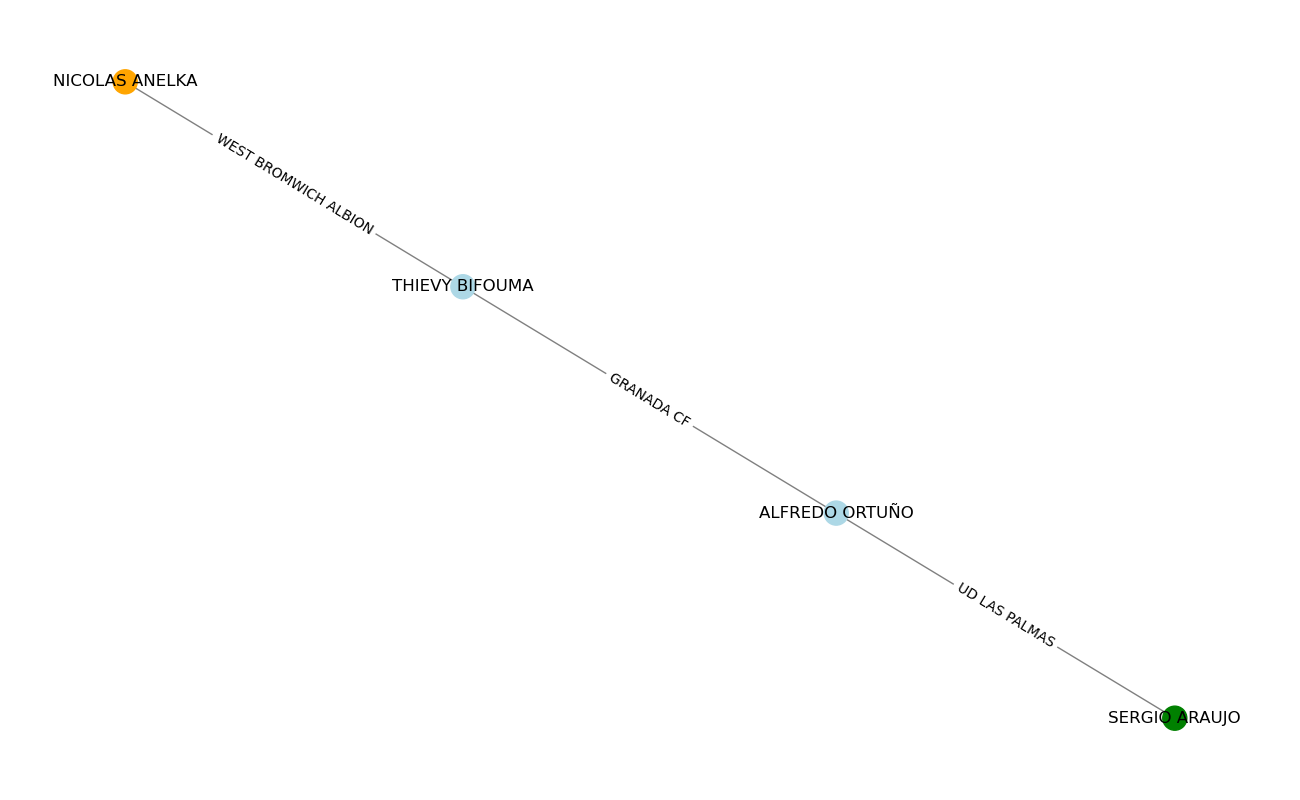 NICOLAS ANELKA
WEST BROMWICH ALBION
THIEVY BIFOUMA
GRANADA CF
ALFREDO ORTUÑO
UD LAS PALMAS
SERGIO ARAUJO